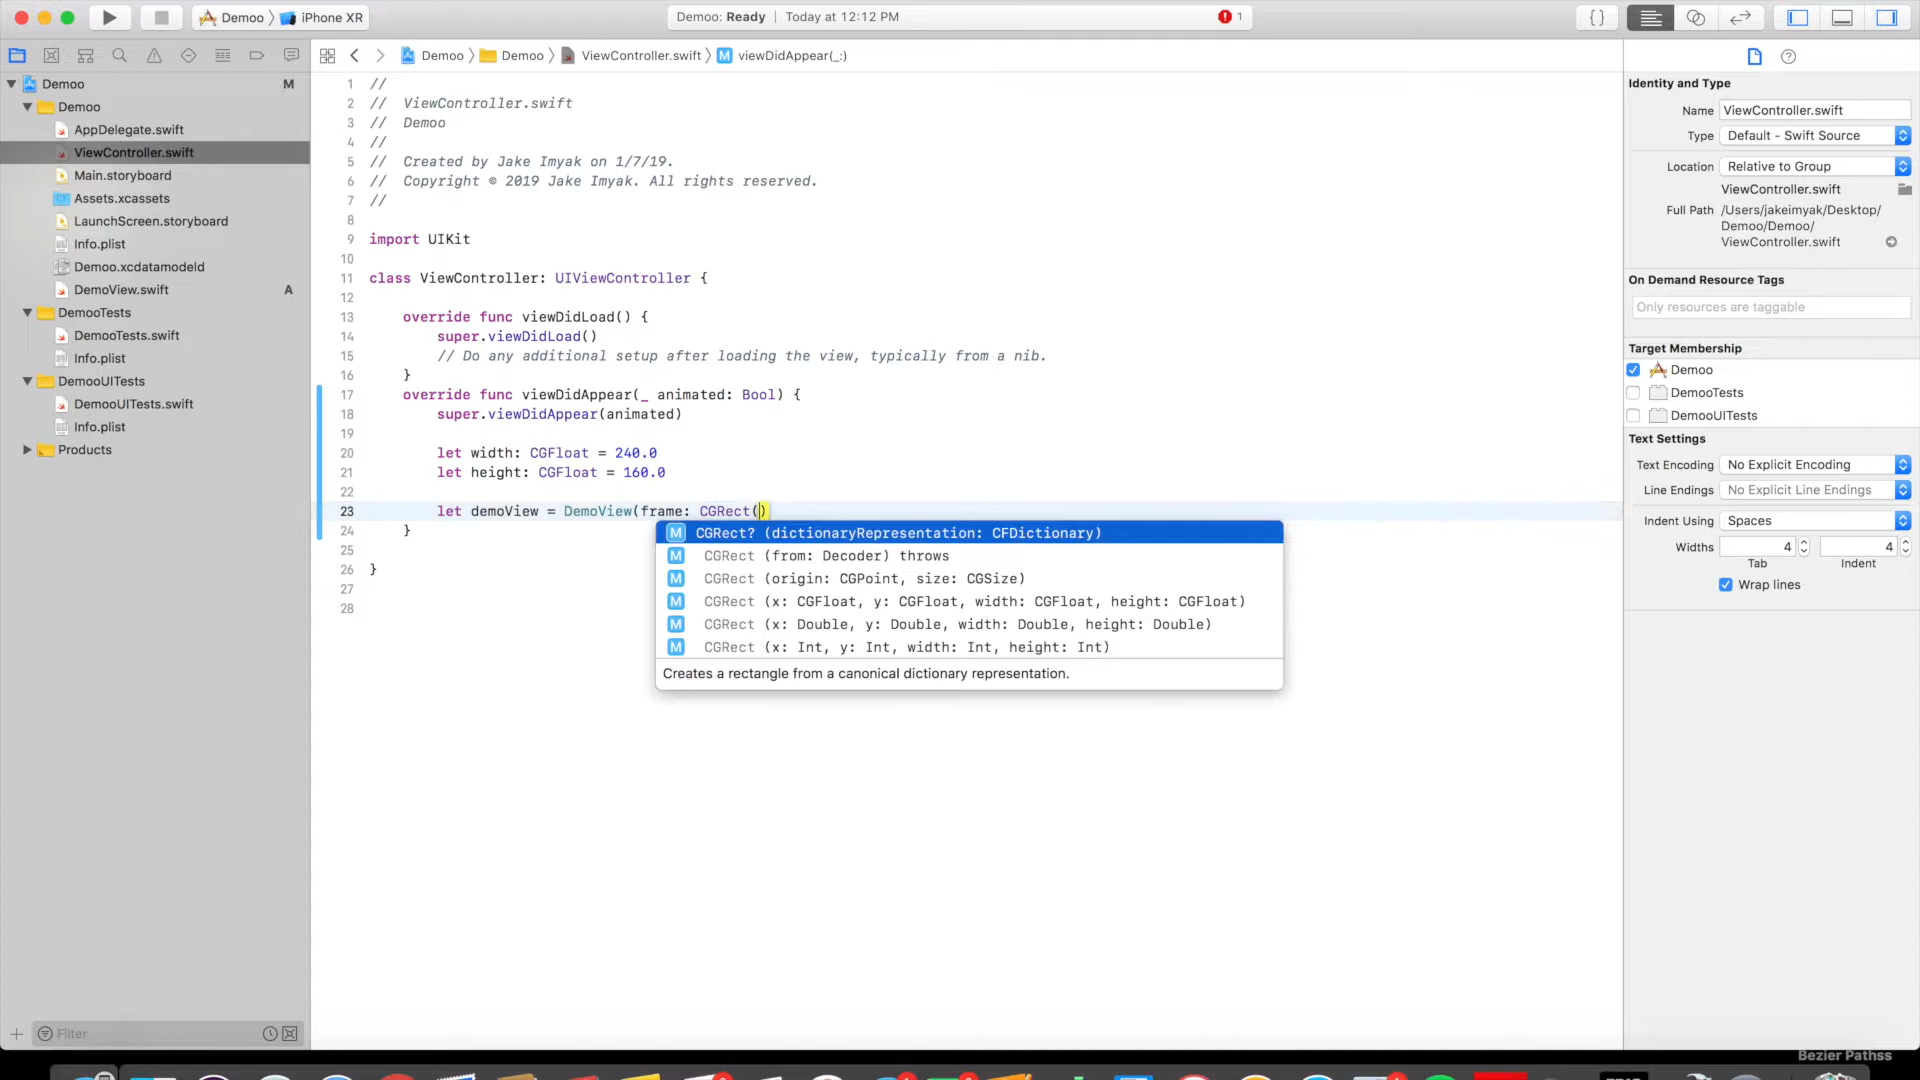 Demoo 〉 iPhone XR
Demoo: Ready | Today at 12:12 PM
1
{ }
Demoo 〉 Demoo 〉 ViewController.swift 〉 M viewDidAppear(_:)
Demoo M
Demoo
AppDelegate.swift
ViewController.swift
Main.storyboard
Assets.xcassets
LaunchScreen.storyboard
Info.plist
Demoo.xcdatamodeld
DemoView.swift A
DemooTests
DemooTests.swift
Info.plist
DemooUITests
DemooUITests.swift
Info.plist
Products
Filter
1 //
2 // ViewController.swift
3 // Demoo
4 //
5 // Created by Jake Imyak on 1/7/19.
6 // Copyright © 2019 Jake Imyak. All rights reserved.
7 //
8
9 import UIKit
10
11 class ViewController: UIViewController {
12
13 override func viewDidLoad() {
14 super.viewDidLoad()
15 // Do any additional setup after loading the view, typically from a nib.
16 }
17 override func viewDidAppear(_ animated: Bool) {
18 super.viewDidAppear(animated)
19
20 let width: CGFloat = 240.0
21 let height: CGFloat = 160.0
22
23 let demoView = DemoView(frame: CGRect()
24 }
25
26 }
27
28
M CGRect? (dictionaryRepresentation: CFDictionary)
M CGRect (from: Decoder) throws
M CGRect (origin: CGPoint, size: CGSize)
M CGRect (x: CGFloat, y: CGFloat, width: CGFloat, height: CGFloat)
M CGRect (x: Double, y: Double, width: Double, height: Double)
M CGRect (x: Int, y: Int, width: Int, height: Int)
Creates a rectangle from a canonical dictionary representation.
Identity and Type
Name ViewController.swift
Type Default - Swift Source
Location Relative to Group
ViewController.swift
Full Path /Users/jakeimyak/Desktop/
Demoo/Demoo/
ViewController.swift
On Demand Resource Tags
Only resources are taggable
Target Membership
Demoo
DemooTests
DemooUITests
Text Settings
Text Encoding No Explicit Encoding
Line Endings No Explicit Line Endings
Indent Using Spaces
Widths 4 4
Tab Indent
Wrap lines
Bezier Pathss